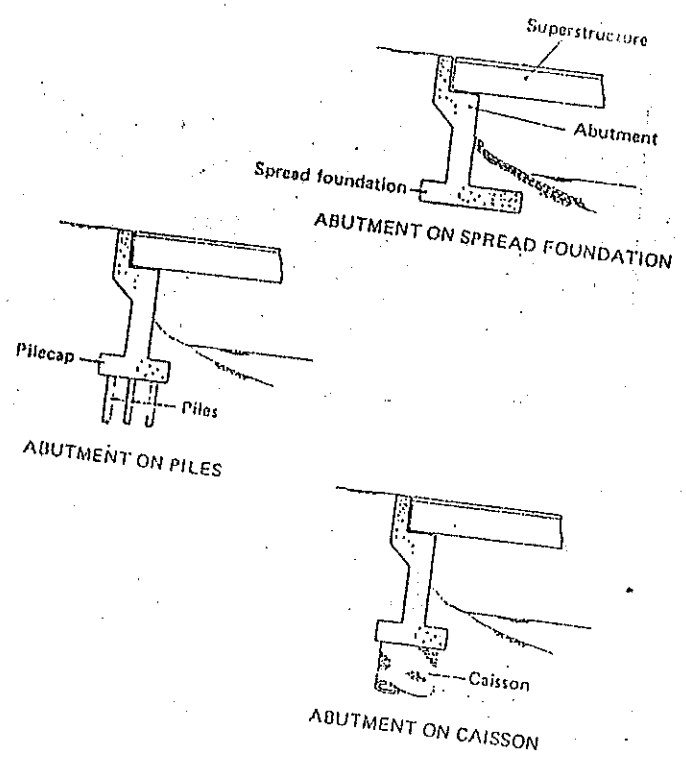 Superstructure
Abutment
Spread foundation
ABUTMENT ON SPREAD FOUNDATION
Pilecap
Piles
ABUTMENT ON PILES
Caisson
ABUTMENT ON CAISSON